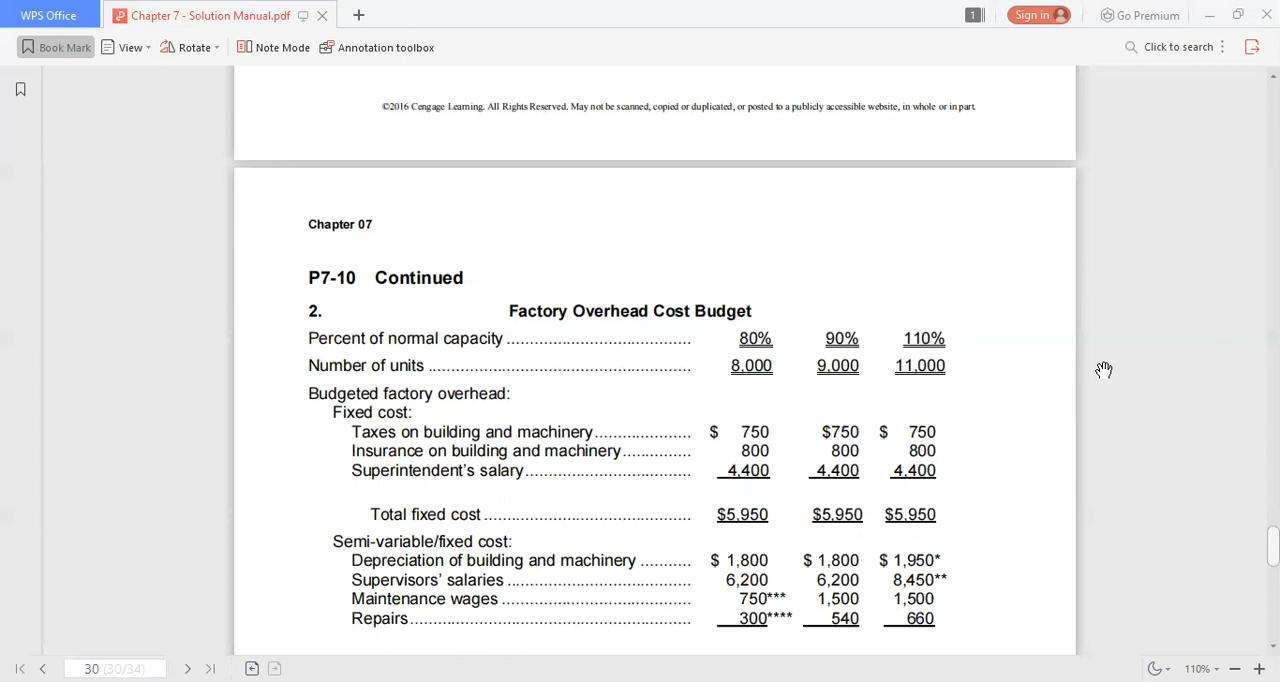 WPS Office
Chapter 7 - Solution Manual.pdf
1
Sign in
Go Premium
Book Mark
View
Rotate
Note Mode
Annotation toolbox
Click to search
©2016 Cengage Learning. All Rights Reserved. May not be scanned, copied or duplicated, or posted to a publicly accessible website, in whole or in part.
Chapter 07
P7-10 Continued
2. Factory Overhead Cost Budget
Percent of normal capacity ....................................... 80% 90% 110%
Number of units ....................................................... 8,000 9,000 11,000
Budgeted factory overhead:
Fixed cost:
Taxes on building and machinery..................... $ 750 $750 $ 750
Insurance on building and machinery............... 800 800 800
Superintendent's salary................................... 4,400 4,400 4,400
Total fixed cost............................................ $5,950 $5,950 $5,950
Semi-variable/fixed cost:
Depreciation of building and machinery ........... $ 1,800 $ 1,800 $ 1,950*
Supervisors' salaries ....................................... 6,200 6,200 8,450**
Maintenance wages ........................................ 750*** 1,500 1,500
Repairs........................................................... 300**** 540 660
30 (30/34)
110%